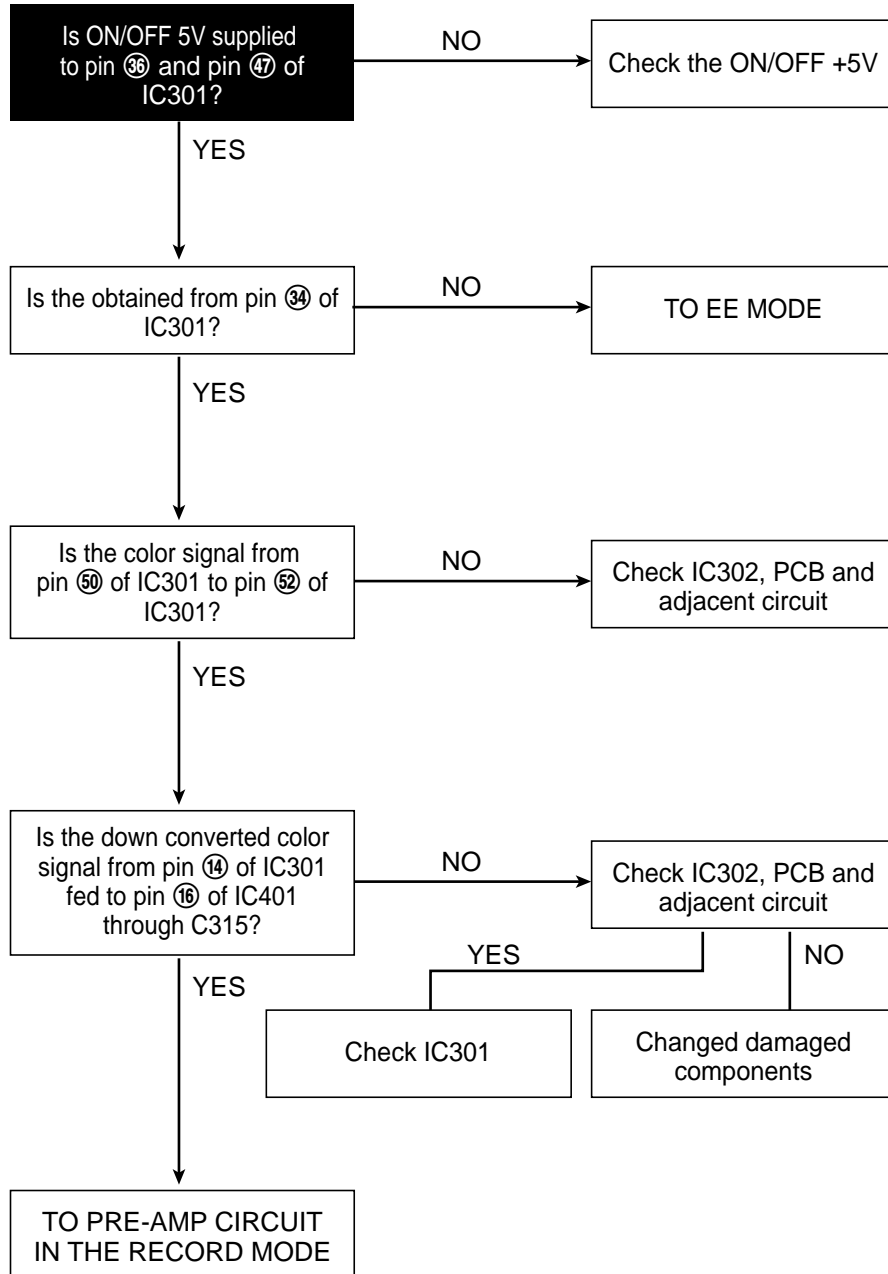 Is ON/OFF 5V supplied
to pin ㊱ and pin ㊼ of
IC301?
NO
Check the ON/OFF +5V
YES
Is the obtained from pin ㉞ of
IC301?
NO
TO EE MODE
YES
Is the color signal from
pin ㊿ of IC301 to pin 52 of
IC301?
NO
Check IC302, PCB and
adjacent circuit
YES
Is the down converted color
signal from pin ⑭ of IC301
fed to pin ⑯ of IC401
through C315?
NO
Check IC302, PCB and
adjacent circuit
YES
NO
YES
Check IC301
Changed damaged
components
TO PRE-AMP CIRCUIT
IN THE RECORD MODE